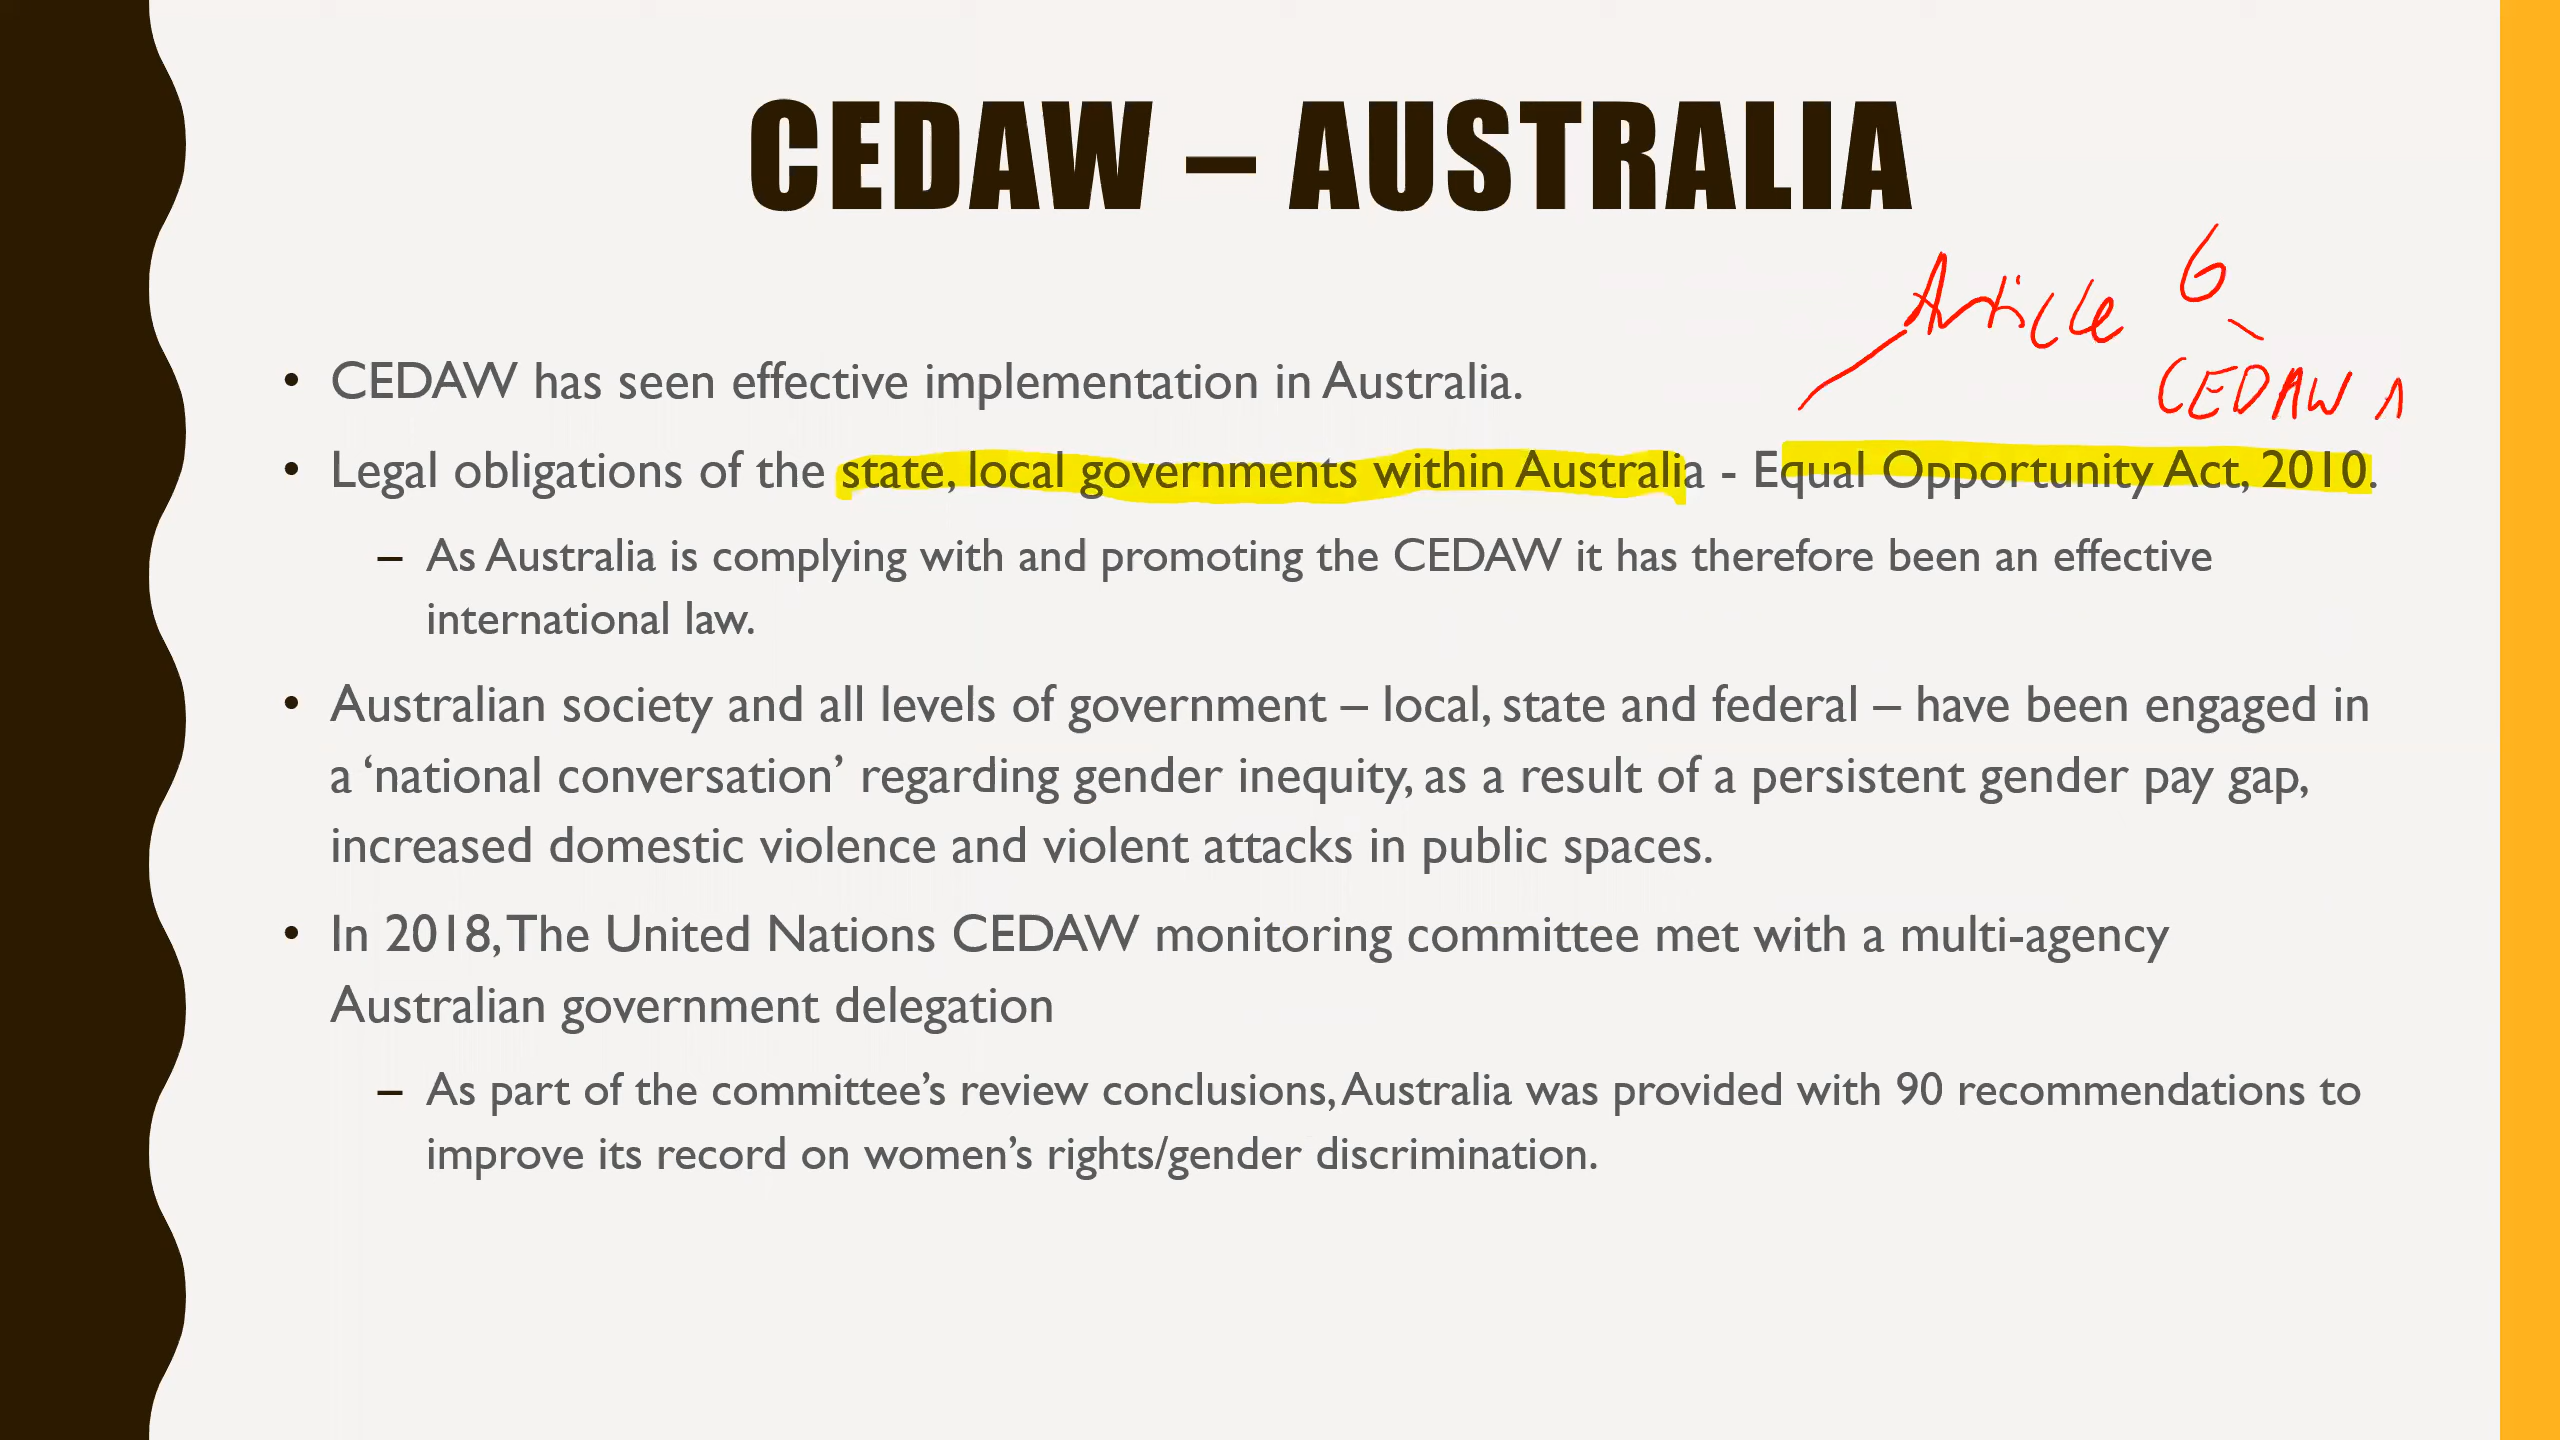 CEDAW – AUSTRALIA
Article 6
• CEDAW has seen effective implementation in Australia.
CEDAW
• Legal obligations of the state, local governments within Australia - Equal Opportunity Act, 2010.
– As Australia is complying with and promoting the CEDAW it has therefore been an effective
international law.
• Australian society and all levels of government – local, state and federal – have been engaged in
a ‘national conversation’ regarding gender inequity, as a result of a persistent gender pay gap,
increased domestic violence and violent attacks in public spaces.
• In 2018, The United Nations CEDAW monitoring committee met with a multi-agency
Australian government delegation
– As part of the committee’s review conclusions, Australia was provided with 90 recommendations to
improve its record on women’s rights/gender discrimination.